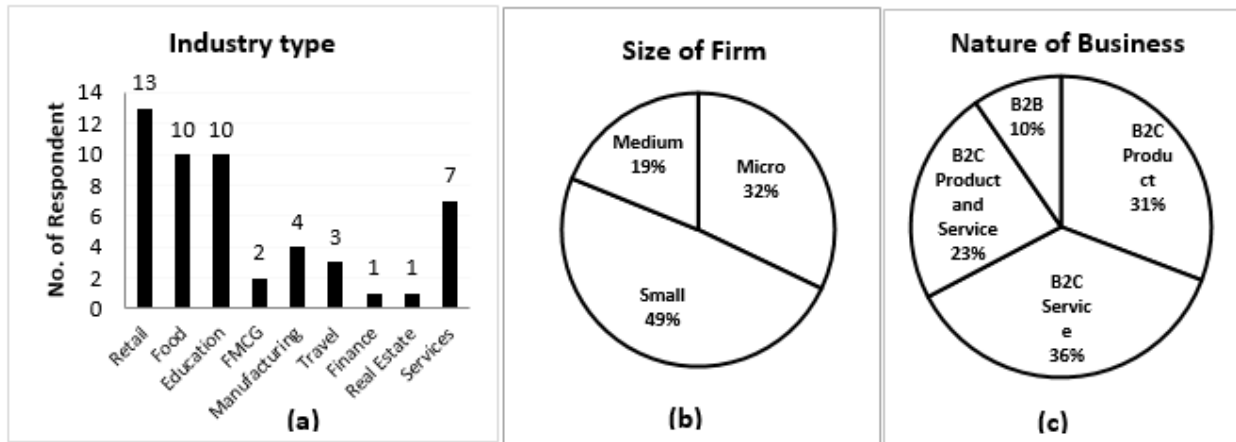 Industry type
No. of Respondent
14
12
10
8
6
4
2
0
13
10
10
2
4
3
1
1
7
Retail
Food
Education
FMCG
Manufacturing
Travel
Finance
Real Estate
Services
(a)
Size of Firm
Medium
19%
Micro
32%
Small
49%
(b)
Nature of Business
B2B
10%
B2C
Produ
ct
31%
B2C
Product
and
Service
23%
B2C
Servic
e
36%
(c)